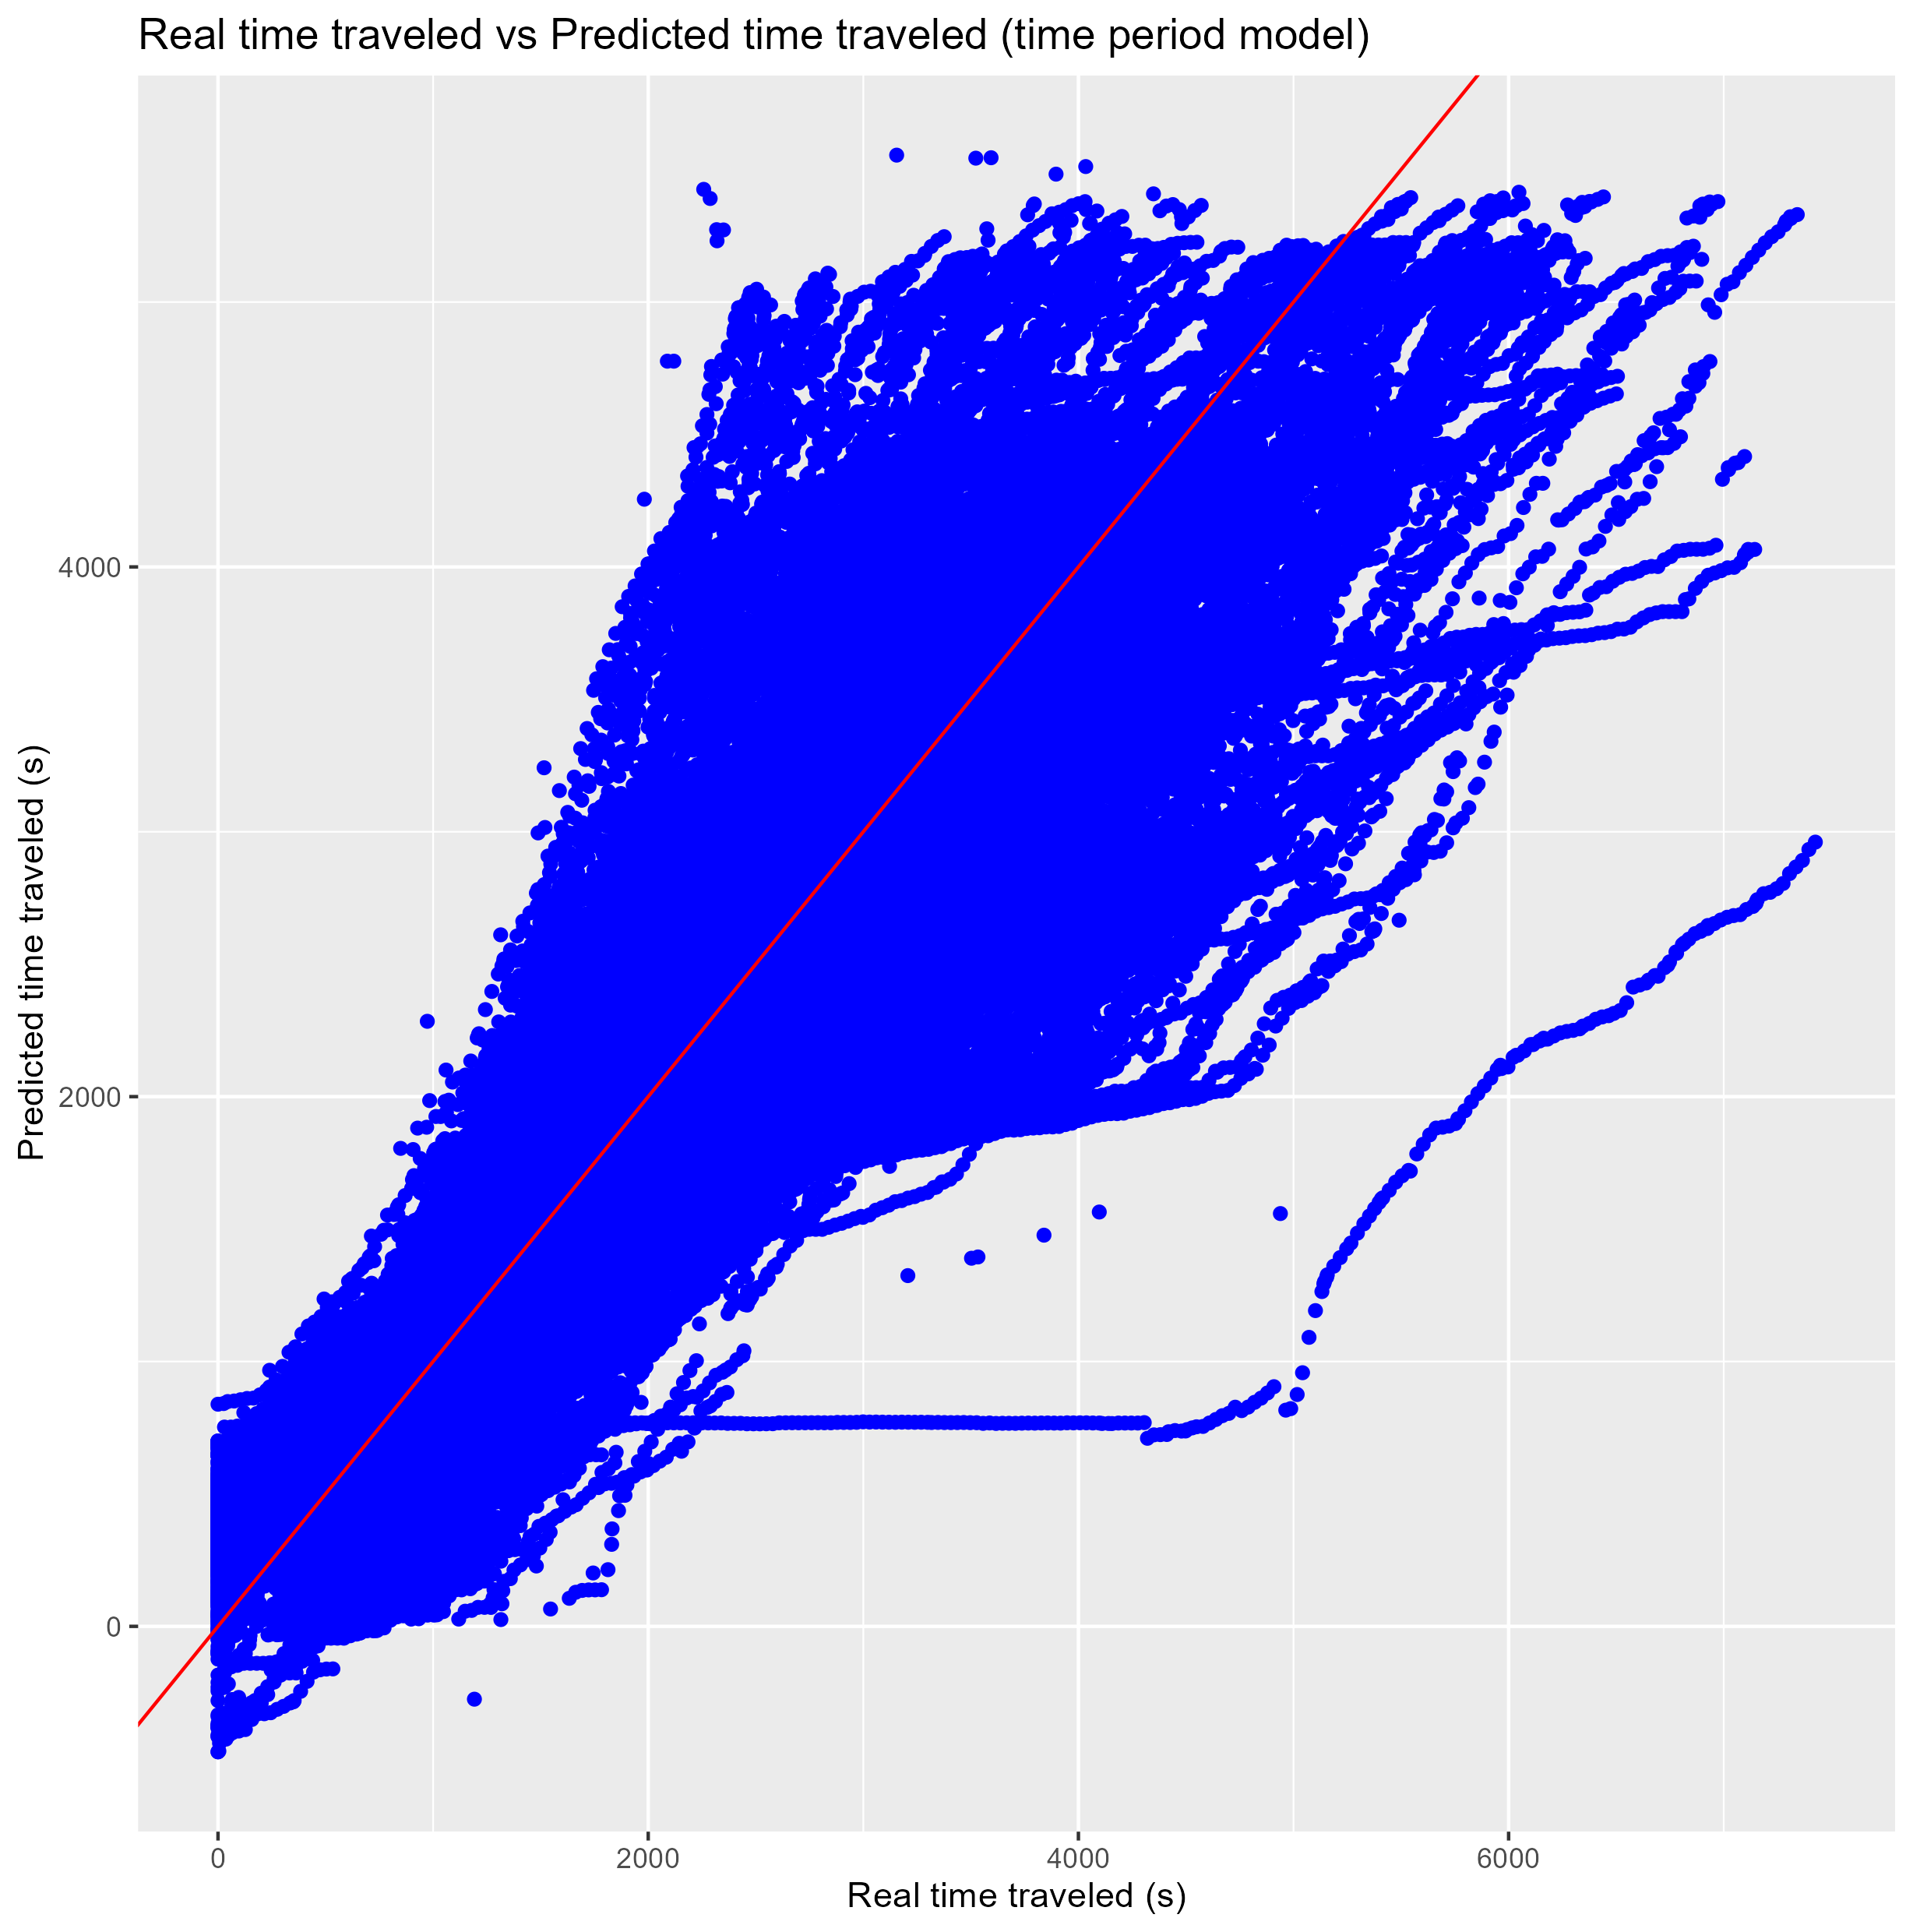 Real time traveled vs Predicted time traveled (time period model)
Predicted time traveled (s)
4000
2000
0
0 2000 4000 6000
Real time traveled (s)